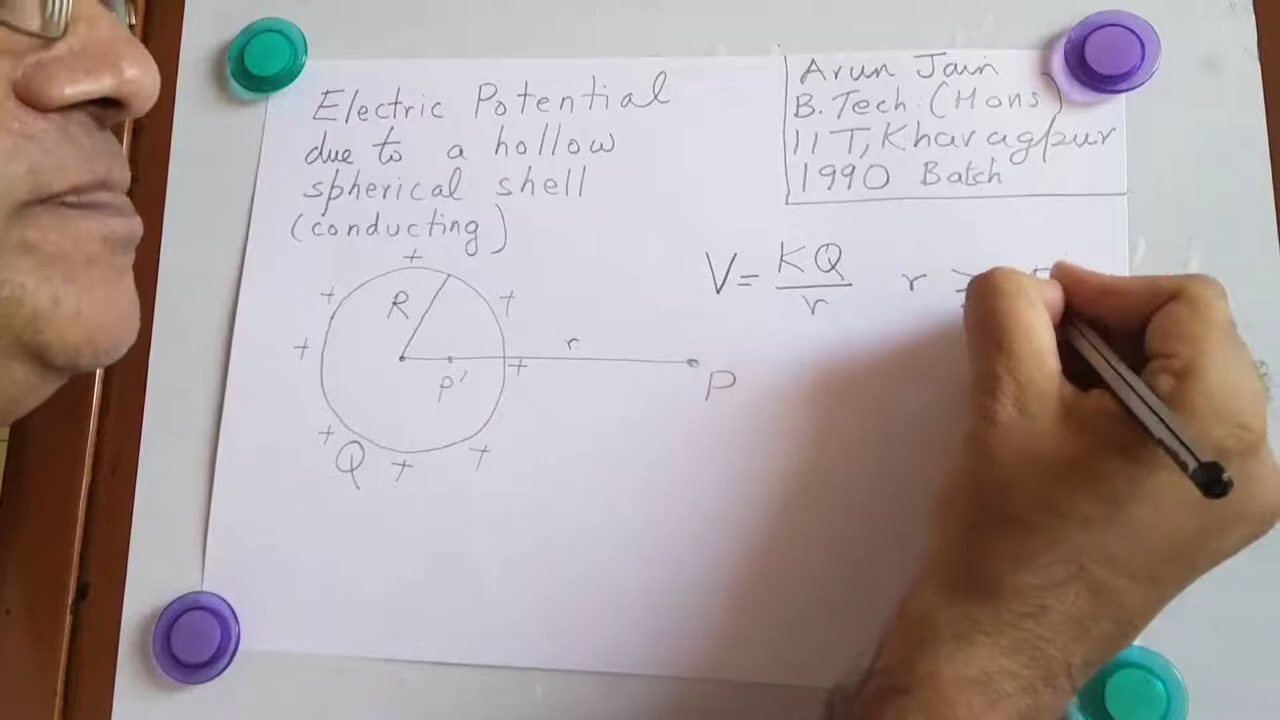 Electric Potential
due to a hollow
spherical shell
(conducting)
Arun Jain
B.Tech.(Hons)
IIT, Kharagpur
1990 Batch
V= KQ
r
r ≥
R
r
P'
P
Q
+
+
+
+
+
+
+
+